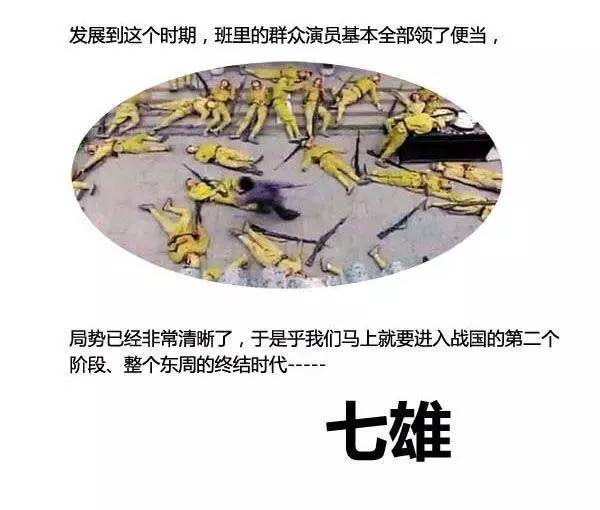 发展到这个时期，班里的群众演员基本全部领了便当，
局势已经非常清晰了，于是乎我们马上就要进入战国的第二个
阶段、整个东周的终结时代-----
七雄